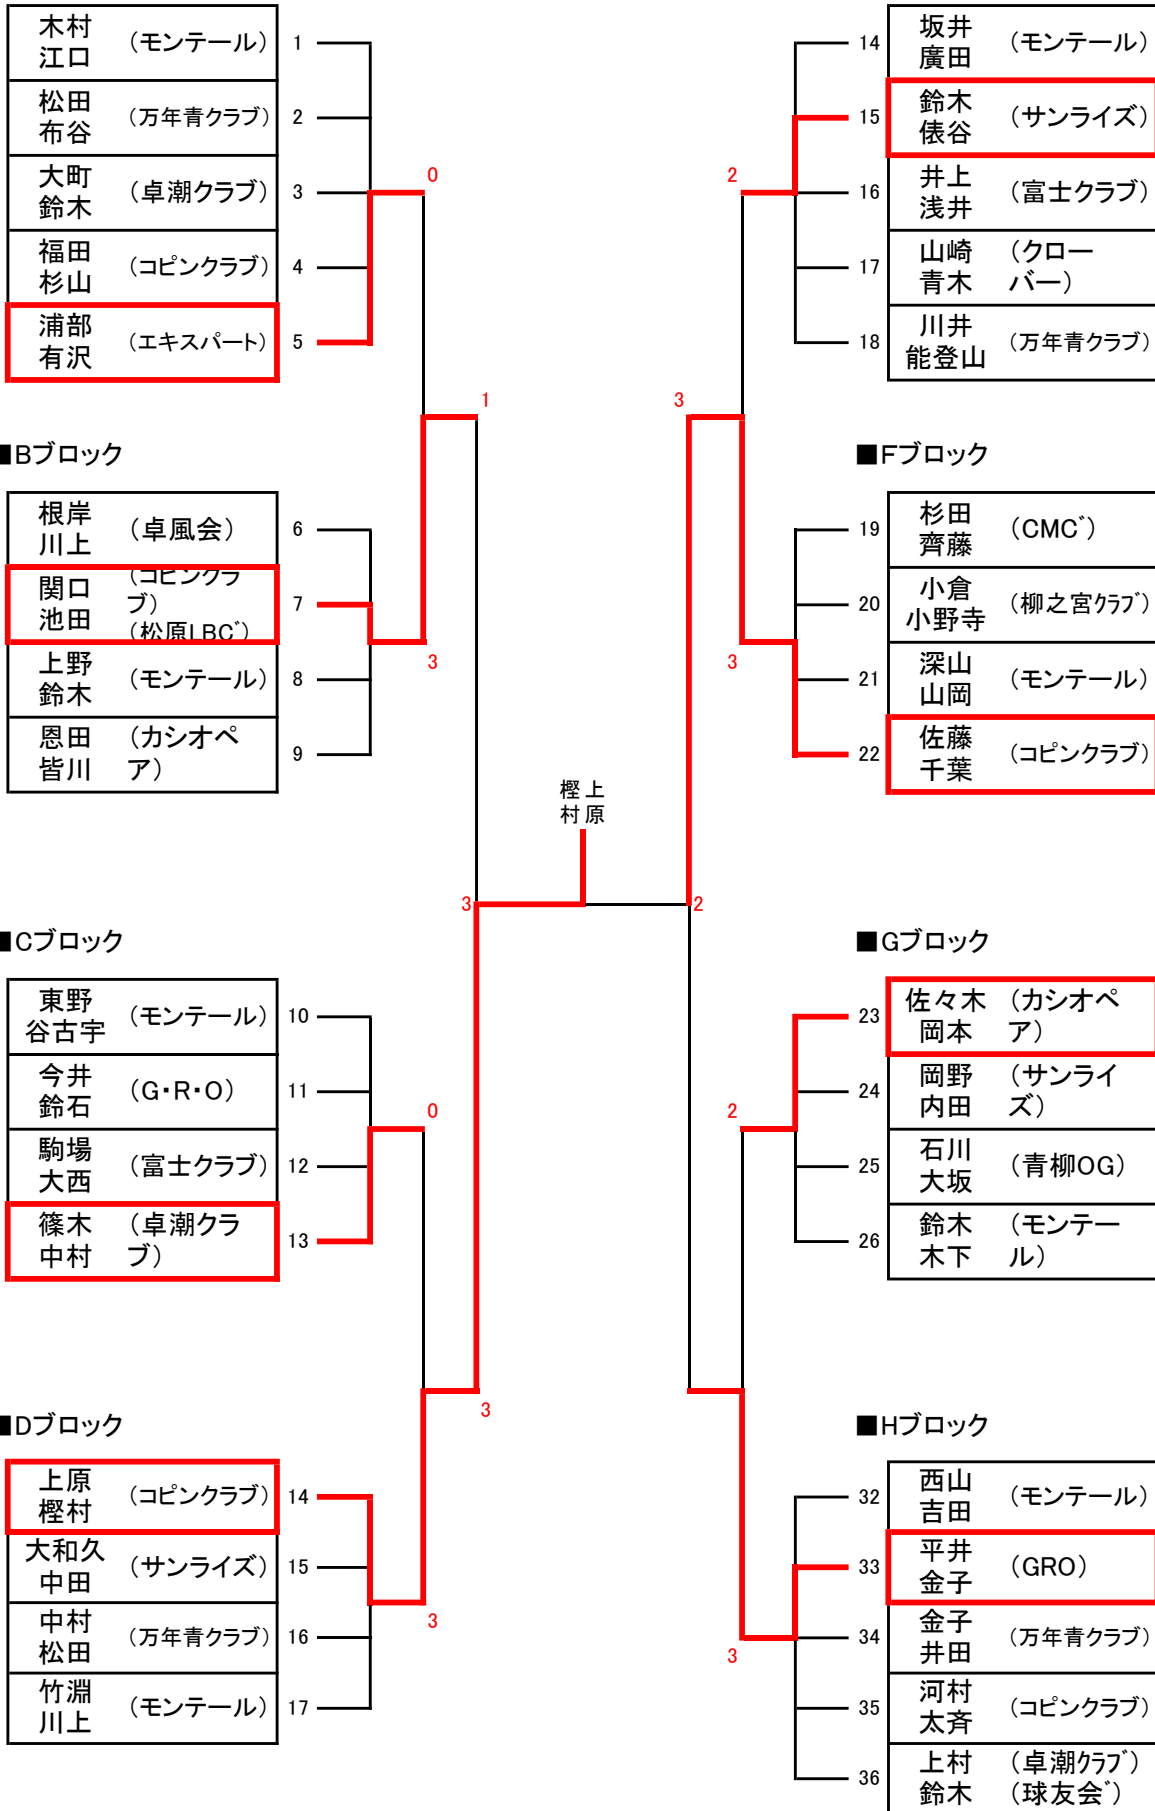 木村 江口 (モンテール) 1
松田 布谷 (万年青クラブ) 2
大町 鈴木 (卓潮クラブ) 3
福田 杉山 (コピンクラブ) 4
浦部 有沢 (エキスパート) 5
0
1
■Bブロック
根岸 川上 (卓風会) 6
関口 池田 (コピンクラブ) (松原LBC゛) 7
上野 鈴木 (モンテール) 8
恩田 皆川 (カシオペア) 9
3
■Cブロック
東野 谷古宇 (モンテール) 10
今井 鈴石 (G・R・O) 11
駒場 大西 (富士クラブ) 12
篠木 中村 (卓潮クラブ) 13
0
3
■Dブロック
上原 樫村 (コピンクラブ) 14
大和久 中田 (サンライズ) 15
中村 松田 (万年青クラブ) 16
竹淵 川上 (モンテール) 17
3
上原
樫村
3
2
14 坂井 廣田 (モンテール)
15 鈴木 俵谷 (サンライズ)
16 井上 浅井 (富士クラブ)
17 山崎 青木 (クローバー)
18 川井 能登山 (万年青クラブ)
2
3
■Fブロック
19 杉田 齊藤 (CMC゛)
20 小倉 小野寺 (柳之宮ｸﾗﾌﾞ)
21 深山 山岡 (モンテール)
22 佐藤 千葉 (コピンクラブ)
3
■Gブロック
23 佐々木 岡本 (カシオペア)
24 岡野 内田 (サンライズ)
25 石川 大坂 (青柳OG)
26 鈴木 木下 (モンテール)
2
■Hブロック
32 西山 吉田 (モンテール)
33 平井 金子 (GRO)
34 金子 井田 (万年青クラブ)
35 河村 太斉 (コピンクラブ)
36 上村 鈴木 (卓潮ｸﾗﾌﾞ) (球友会゛)
3